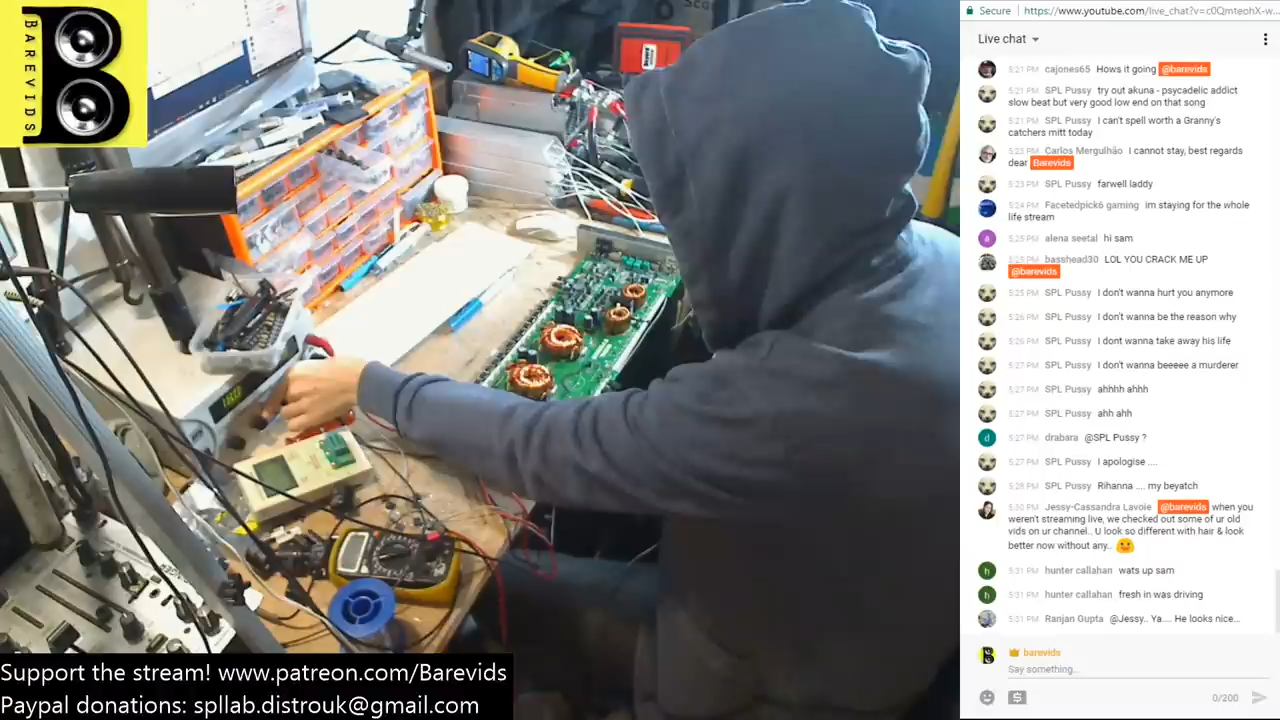 BAREVIDS
Support the stream! www.patreon.com/Barevids
Paypal donations: spllab.distrouk@gmail.com
Secure
https://www.youtube.com/live_chat?v=c0QmtephX-w...
Live chat
5:21 PM cajones65 Hows it going @barevids
5:21 PM SPL Pussy try out akuna - psycadelic addict
slow beat but very good low end on that song
5:21 PM SPL Pussy I can't spell worth a Granny's
catchers mitt today
5:23 PM Carlos Mergulhão I cannot stay, best regards
dear Barevids
5:23 PM SPL Pussy farwell laddy
5:24 PM Facetedpick6 gaming im staying for the whole
life stream
5:25 PM alena seetal hi sam
5:25 PM basshead30 LOL YOU CRACK ME UP
@barevids
5:25 PM SPL Pussy I don't wanna hurt you anymore
5:26 PM SPL Pussy I don't wanna be the reason why
5:26 PM SPL Pussy I dont wanna take away his life
5:27 PM SPL Pussy I don't wanna beeeee a murderer
5:27 PM SPL Pussy ahhhh ahhh
5:27 PM SPL Pussy ahh ahh
d
5:27 PM drabara @SPL Pussy ?
5:27 PM SPL Pussy I apologise ....
5:28 PM SPL Pussy Rihanna .... my beyatch
5:30 PM Jessy-Cassandra Lavoie @barevids when you
weren't streaming live, we checked out some of ur old
vids on ur channel.. U look so different with hair & look
better now without any..
h
5:31 PM hunter callahan wats up sam
h
5:31 PM hunter callahan fresh in was driving
5:31 PM Ranjan Gupta @Jessy.. Ya.... He looks nice...
barevids
Say something...
0/200